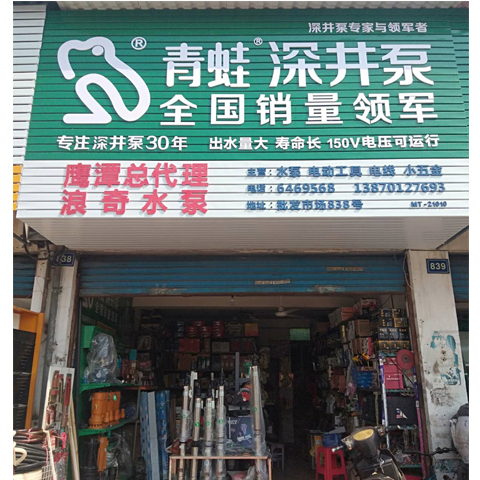 深井泵专家与领军者
® 青蛙® 深井泵
全国销量领军
专注深井泵30年 出水量大 寿命长 150V电压可运行
鹰潭总代理
浪奇水泵
主营：水泵 电动工具 电线 小五金
电话：6469568 13870127693
地址：批发市场838号
MT-21010
838
839